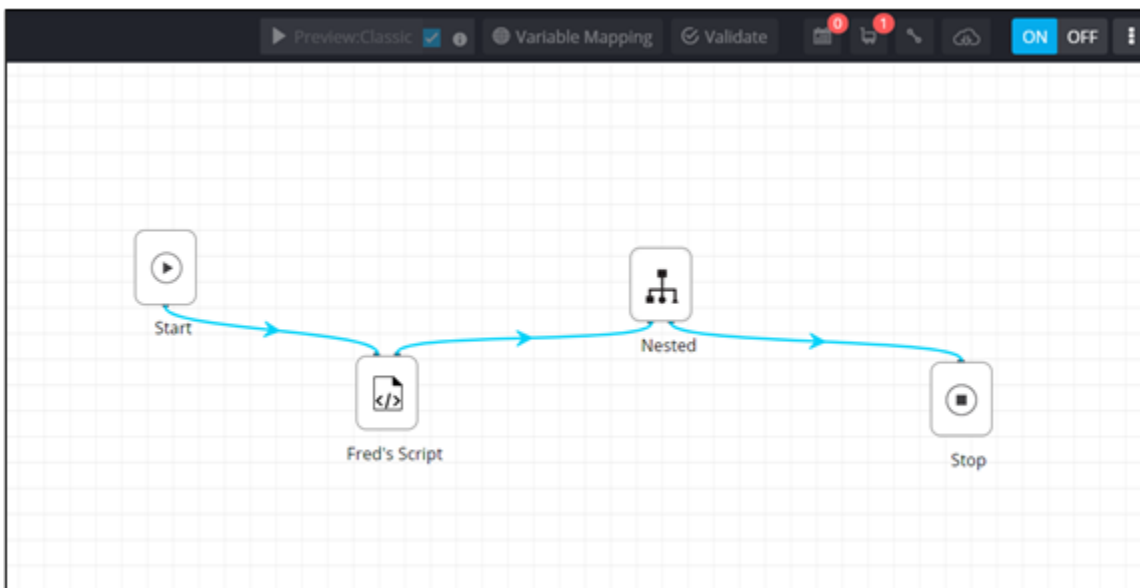 Preview:Classic
Variable Mapping
Validate
0
1
ON
OFF
Start
Nested
Fred's Script
Stop